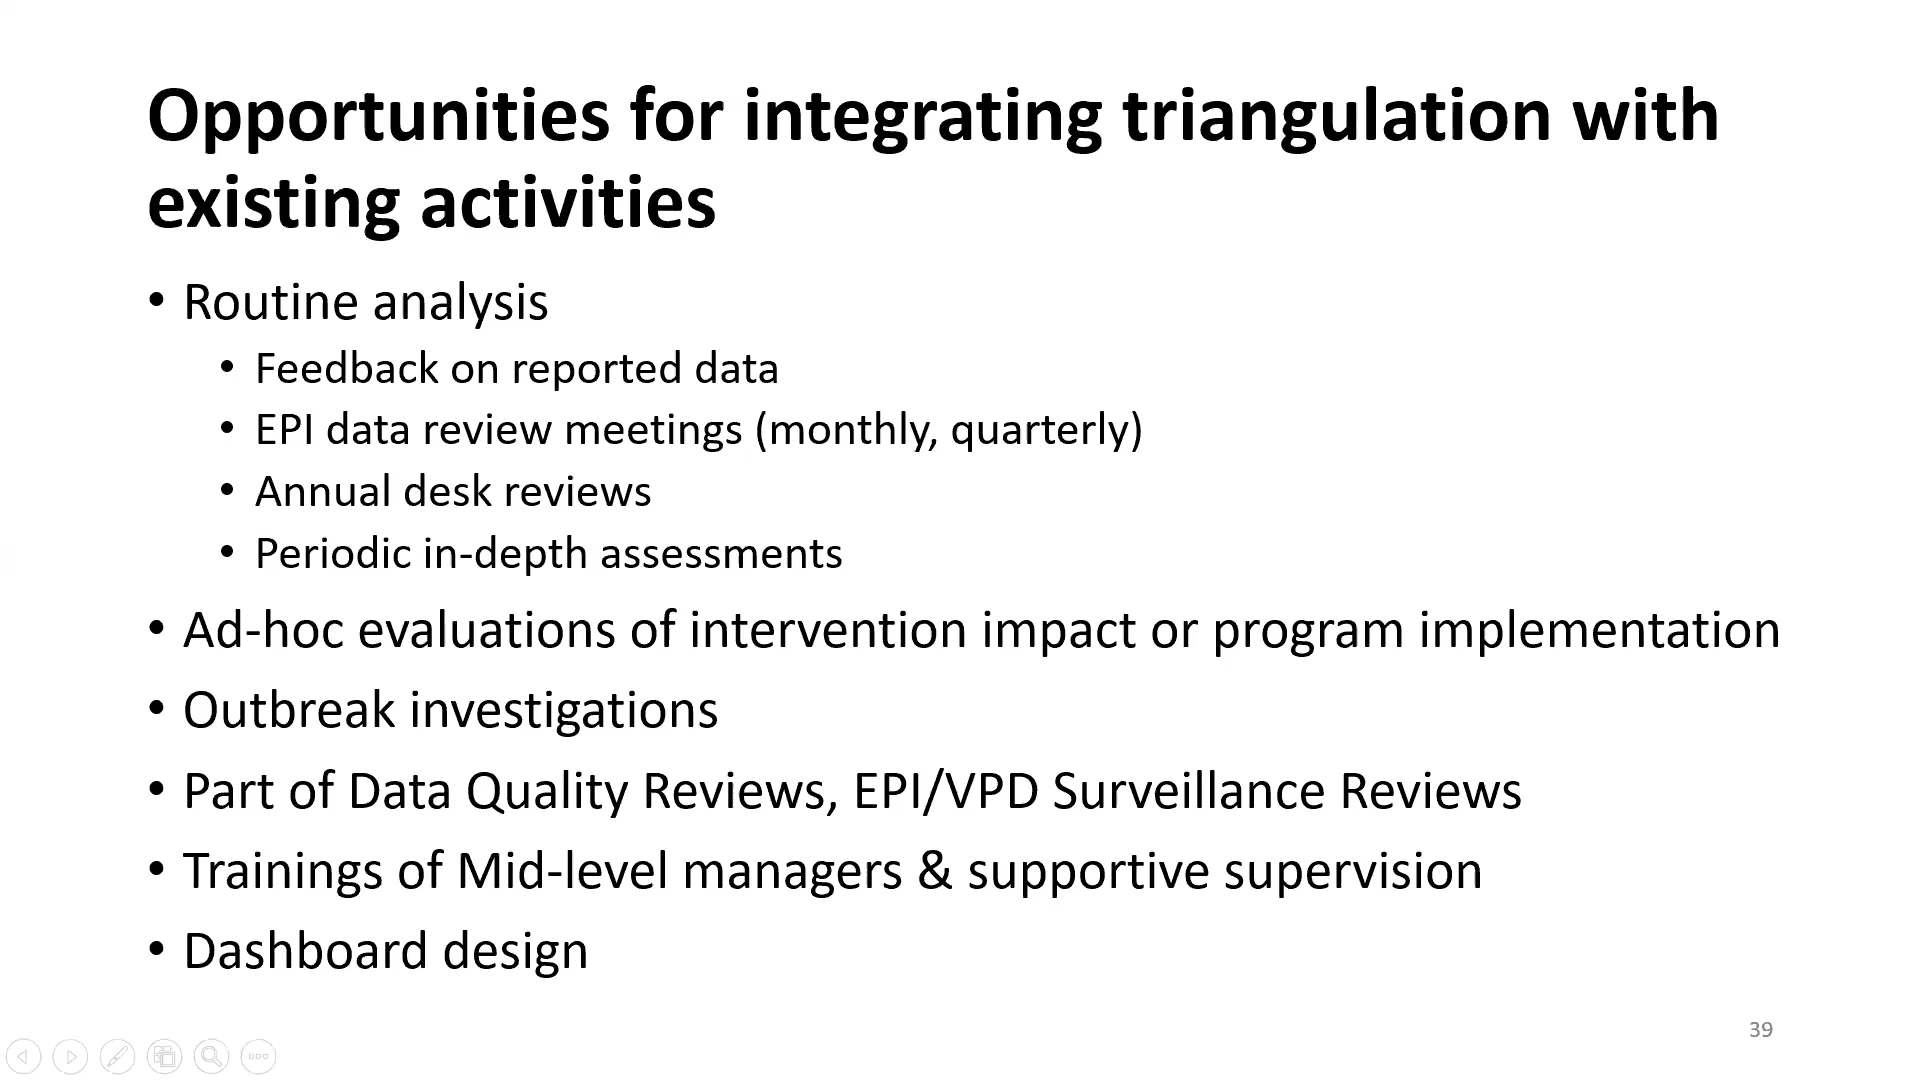 Opportunities for integrating triangulation with
existing activities
• Routine analysis
• Feedback on reported data
• EPI data review meetings (monthly, quarterly)
• Annual desk reviews
• Periodic in-depth assessments
• Ad-hoc evaluations of intervention impact or program implementation
• Outbreak investigations
• Part of Data Quality Reviews, EPI/VPD Surveillance Reviews
• Trainings of Mid-level managers & supportive supervision
• Dashboard design
39